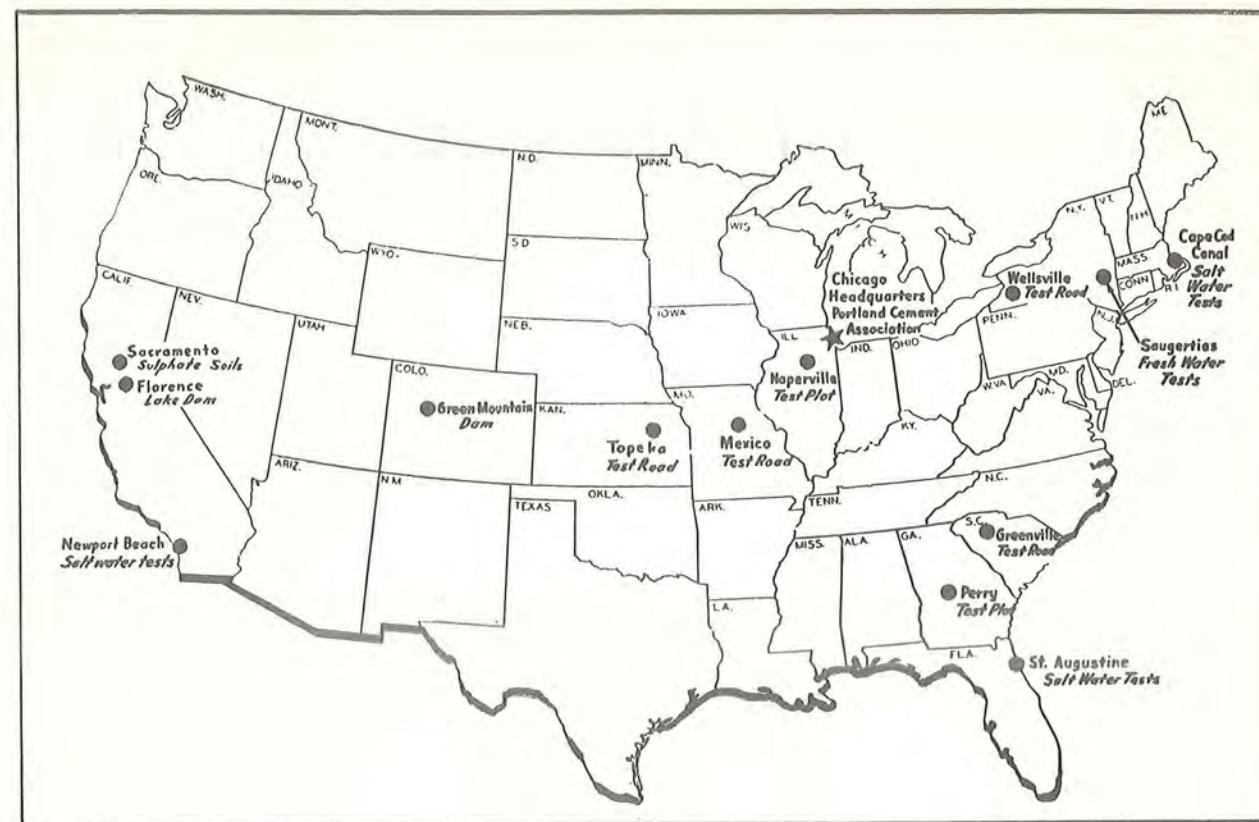 WASH.
MONT.
N.D.
MINN.
ME
ORE.
IDAHO
WIS.
N.Y.
VT.
N.H.
S.D.
WYO.
MASS.
CONN
R I
Cape Cod
Canal
Salt
Water
Tests
Wellsville
Test Road
Chicago
Headquarters
Portland Cement
Association
CALIF.
NEV.
UTAH
NEB.
IOWA
ILL
IND.
OHIO
PENN.
N.J.
Saugerties
Fresh Water
Tests
Sacramento
Sulphate Soils
Florence
Lake Dam
COLO.
Green Mountain
Dam
KAN.
MO.
Naperville
Test Plot
W.VA
MD.
DEL.
VA.
KY.
Topeka
Test Road
Mexico
Test Road
ARIZ.
N M
OKLA.
TEXAS
ARK.
TENN.
N.C.
S.C.
Greenville
Test Road
MISS.
ALA.
GA.
Newport Beach
Salt water tests
Perry
Test Plot
LA.
FLA.
St. Augustine
Salt Water Tests